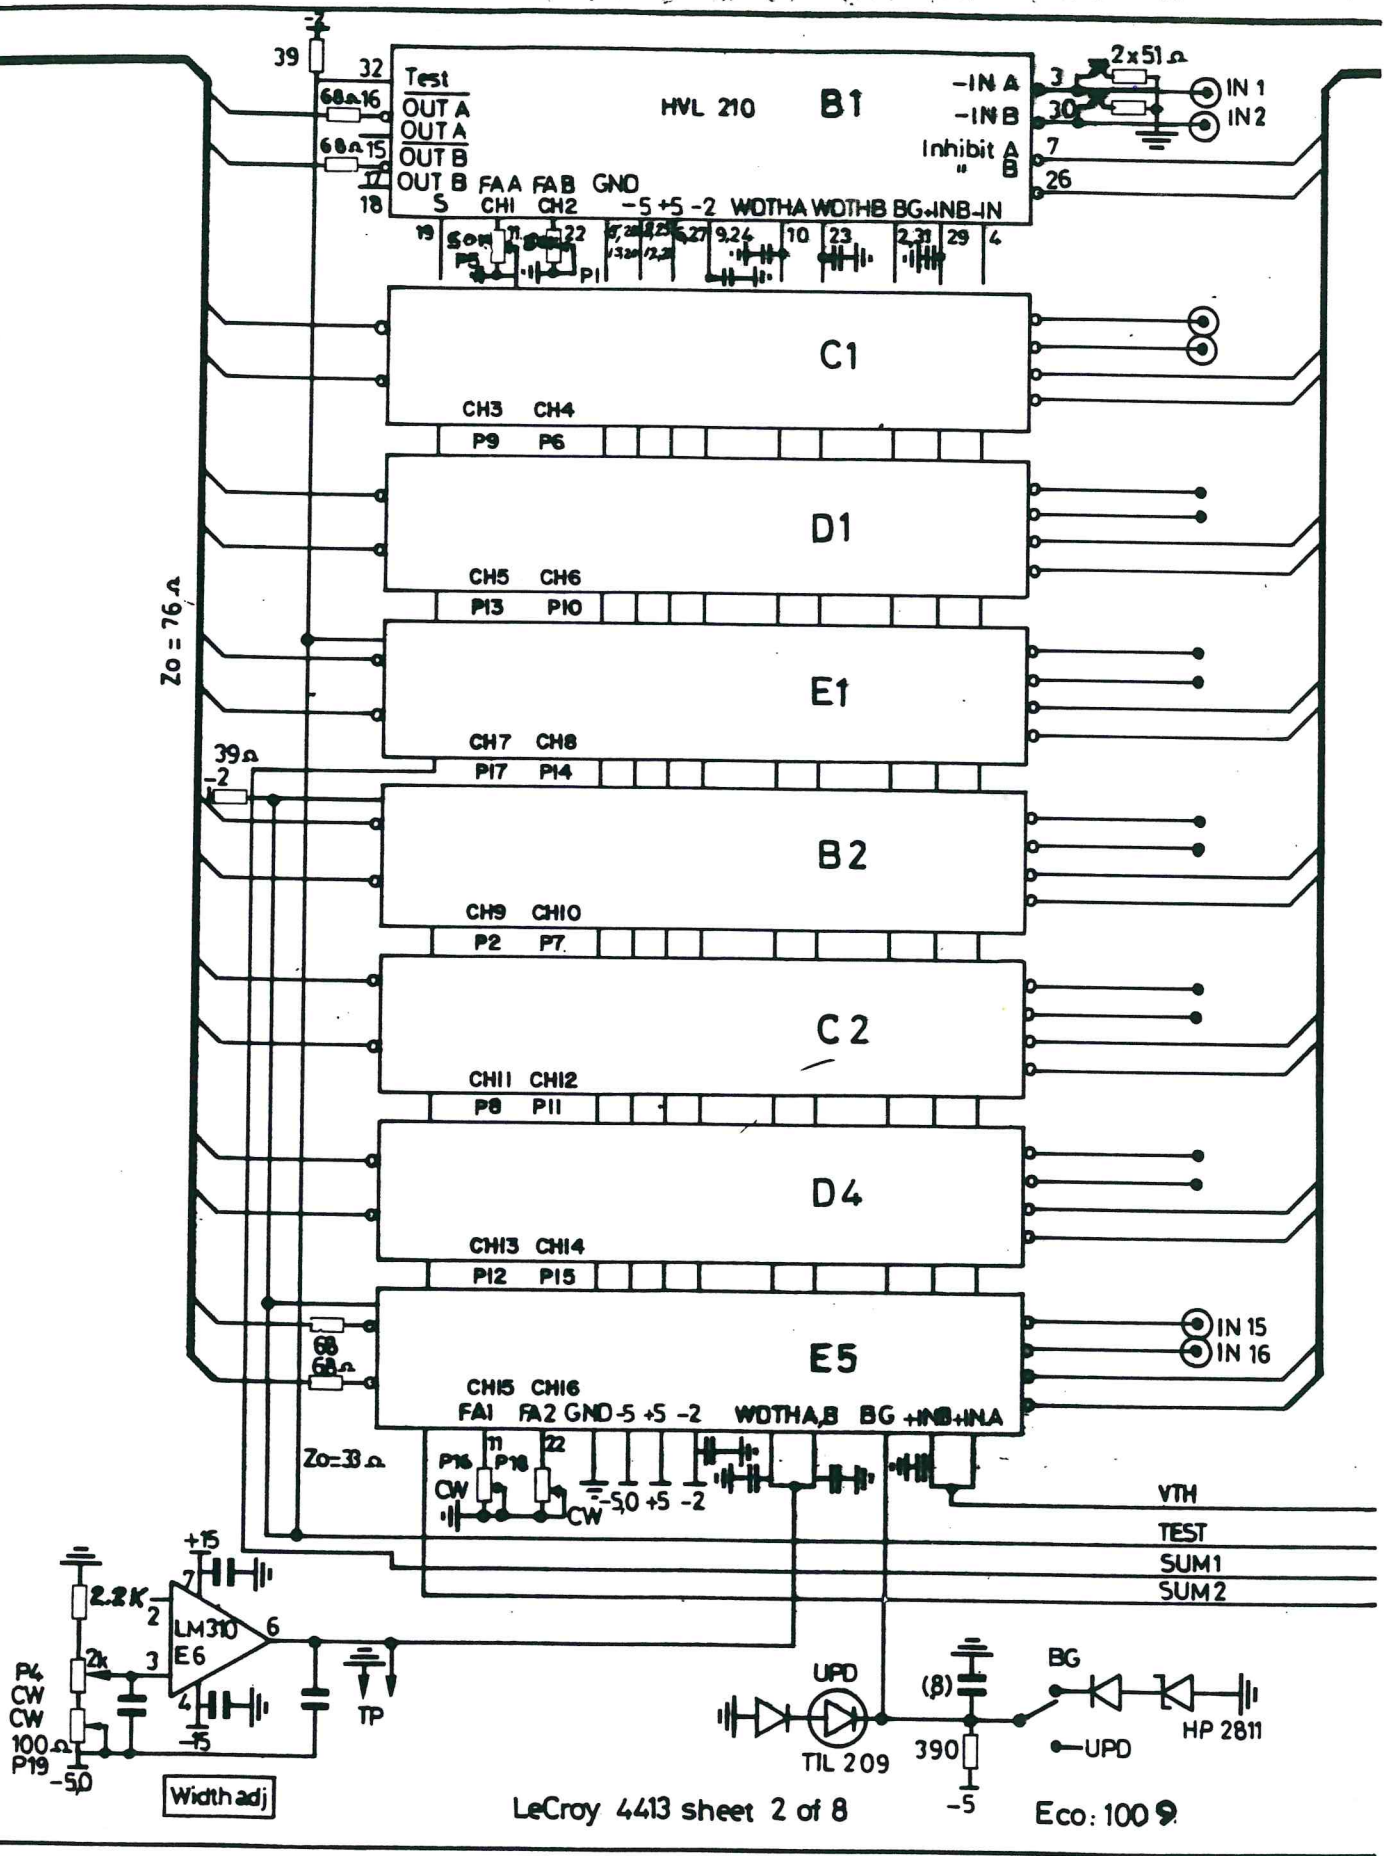 -2
39
32 Test
68Ω 16 OUT A
OUT A
68Ω 15 OUT B
17 OUT B
18
HVL 210
B1
-IN A 3
-IN B 30
2x51Ω
IN 1
IN 2
Inhibit A 7
" B 26
S FAA FAB GND
CH1 CH2 -5 +5 -2 WDTHA WDTHB BG+INB-IN
19 50K 11 22 9,24 10 23 2,31 29 4
P5 P1
C1
CH3 CH4
P9 P6
D1
CH5 CH6
P13 P10
Zo = 76Ω
E1
CH7 CH8
P17 P14
39Ω
-2
B2
CH9 CH10
P2 P7
C2
CH11 CH12
P8 P11
D4
CH13 CH14
P12 P15
68
68Ω
E5
IN 15
IN 16
CH15 CH16
FA1 FA2 GND -5 +5 -2 WDTHA,B BG +INB+IN.A
11 22
Zo=33Ω
P16 P18
CW
CW
-5,0 +5 -2
VTH
TEST
SUM1
SUM2
+15
7
2.2K
2
LM310
E6
6
3
4
-15
2k
P4
CW
CW
100Ω
P19
-5,0
TP
Width adj
UPD
TIL 209
(8)
390
-5
BG
HP 2811
UPD
LeCroy 4413 sheet 2 of 8
Eco: 1009